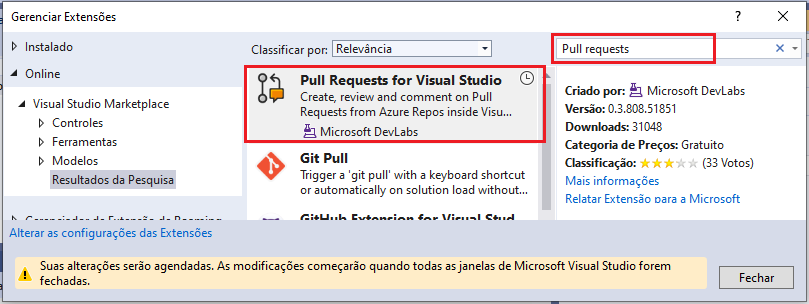 Gerenciar Extensões
? ×
Instalado
Online
Visual Studio Marketplace
Controles
Ferramentas
Modelos
Resultados da Pesquisa
Gerenciador de Extensão de Roaming
Classificar por: Relevância
Pull Requests for Visual Studio
Create, review and comment on Pull
Requests from Azure Repos inside Visu...
Microsoft DevLabs
Git Pull
Trigger a 'git pull' with a keyboard shortcut
or automatically on solution load without...
GitHub Extension for Visual Stud
Pull requests
Criado por: Microsoft DevLabs
Versão: 0.3.808.51851
Downloads: 31048
Categoria de Preços: Gratuito
Classificação: (33 Votos)
Mais informações
Relatar Extensão para a Microsoft
Alterar as configurações das Extensões
Suas alterações serão agendadas. As modificações começarão quando todas as janelas de Microsoft Visual Studio forem
fechadas.
Fechar